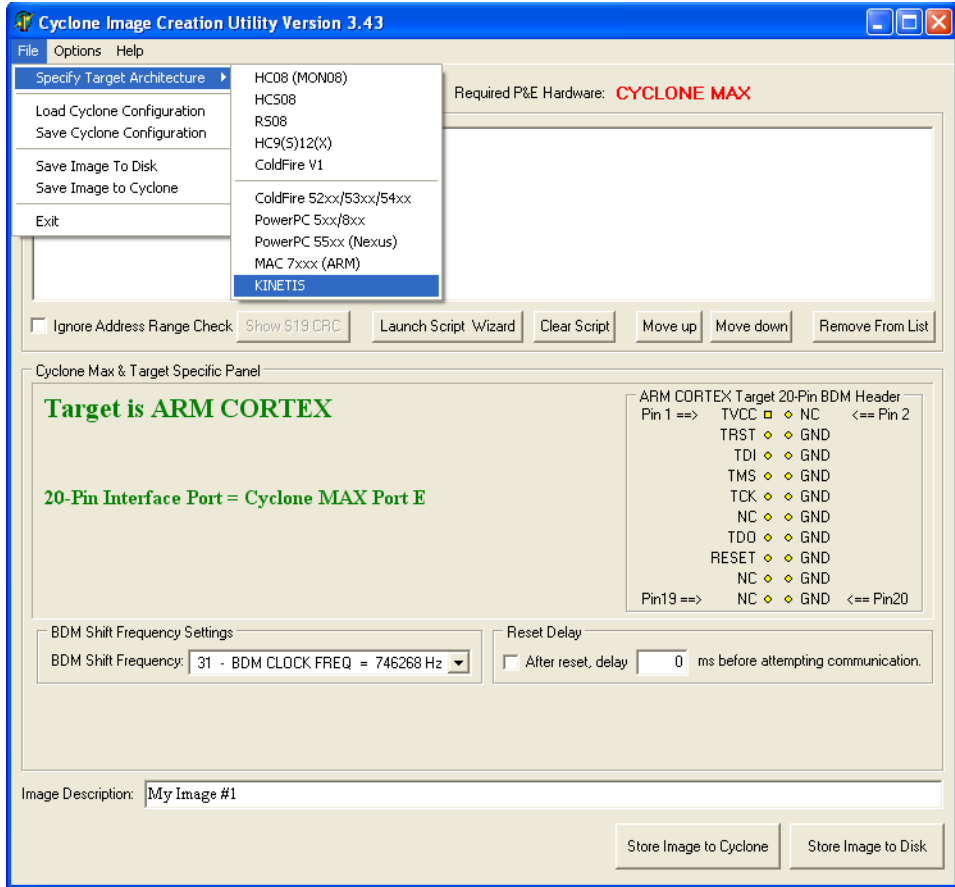 Cyclone Image Creation Utility Version 3.43
File Options Help
Specify Target Architecture
Load Cyclone Configuration
Save Cyclone Configuration
Save Image To Disk
Save Image to Cyclone
Exit
HC08 (MON08)
HCS08
RS08
HC9(S)12(X)
ColdFire V1
ColdFire 52xx/53xx/54xx
PowerPC 5xx/8xx
PowerPC 55xx (Nexus)
MAC 7xxx (ARM)
KINETIS
Required P&E Hardware: CYCLONE MAX
Ignore Address Range Check Show S19 CRC Launch Script Wizard Clear Script Move up Move down Remove From List
Cyclone Max & Target Specific Panel
Target is ARM CORTEX
20-Pin Interface Port = Cyclone MAX Port E
ARM CORTEX Target 20-Pin BDM Header
Pin 1 ==> TVCC NC <== Pin 2
TRST GND
TDI GND
TMS GND
TCK GND
NC GND
TDO GND
RESET GND
NC GND
Pin19 ==> NC GND <== Pin20
BDM Shift Frequency Settings
BDM Shift Frequency: 31 - BDM CLOCK FREQ = 746268 Hz
Reset Delay
After reset, delay 0 ms before attempting communication.
Image Description: My Image #1
Store Image to Cyclone Store Image to Disk